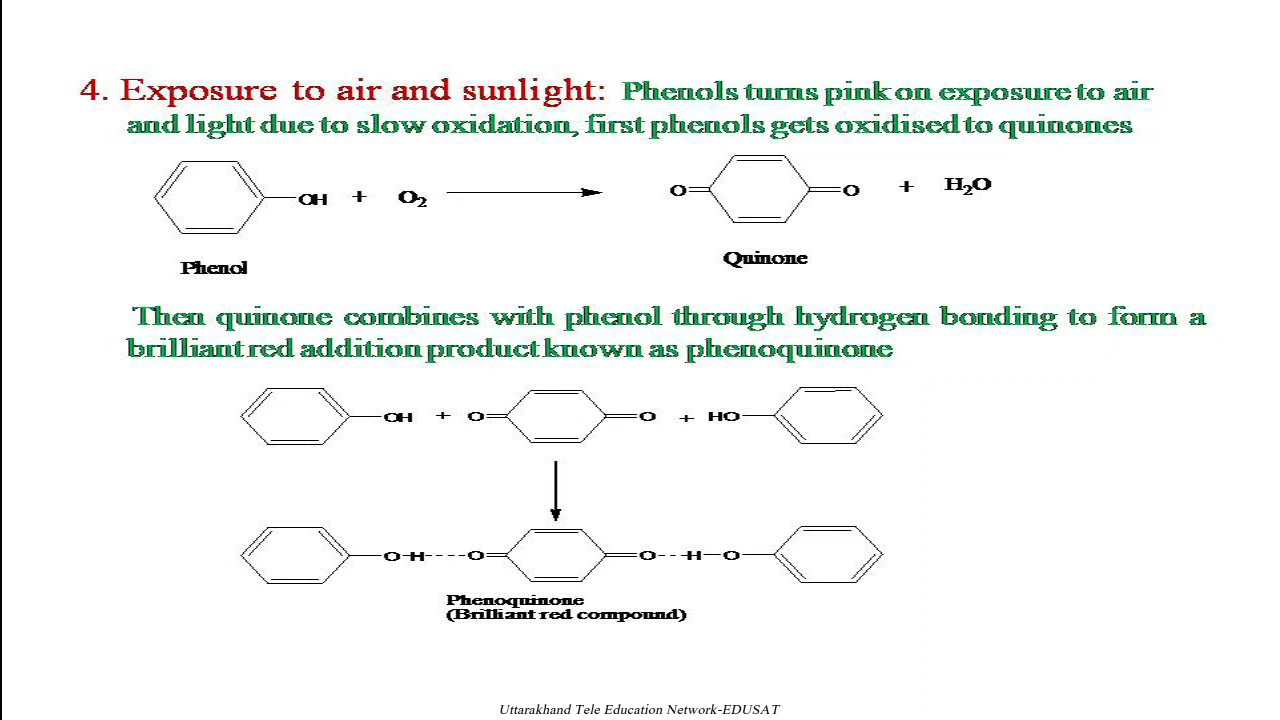 4. Exposure to air and sunlight: Phenols turns pink on exposure to air
and light due to slow oxidation, first phenols gets oxidised to quinones
OH + O2 O O + H2O
Phenol Quinone
Then quinone combines with phenol through hydrogen bonding to form a
brilliant red addition product known as phenoquinone
OH + O O + HO
O H O O H O
Phenoquinone
(Brilliant red compound)
Uttarakhand Tele Education Network-EDUSAT